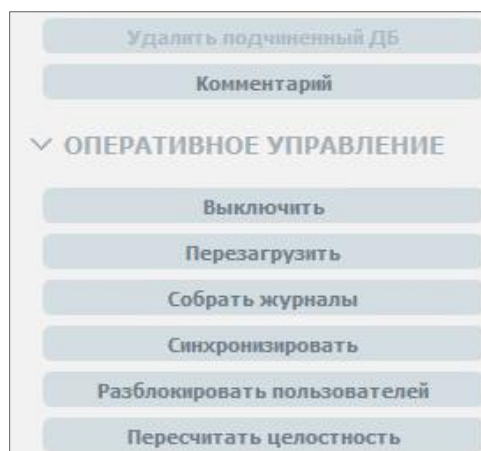 Удалить подчиненный ДБ
Комментарий
ОПЕРАТИВНОЕ УПРАВЛЕНИЕ
Выключить
Перезагрузить
Собрать журналы
Синхронизировать
Разблокировать пользователей
Пересчитать целостность